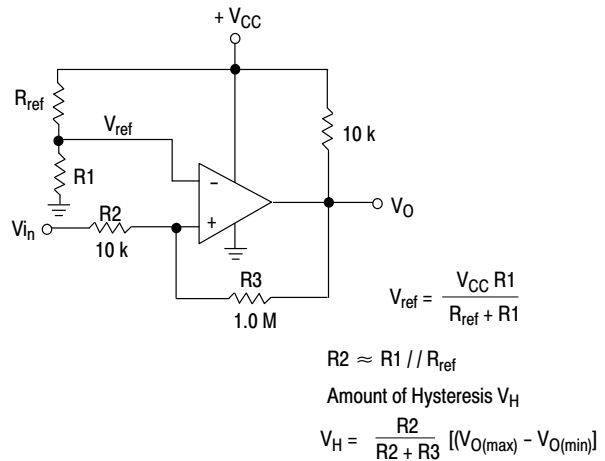 + VCC
Rref
Vref
10 k
R1
–
+
VO
Vin
R2
10 k
R3
1.0 M
Vref = VCC R1 / Rref + R1
R2 ≈ R1 // Rref
Amount of Hysteresis VH
VH = R2 / R2 + R3 [(VO(max) – VO(min)]